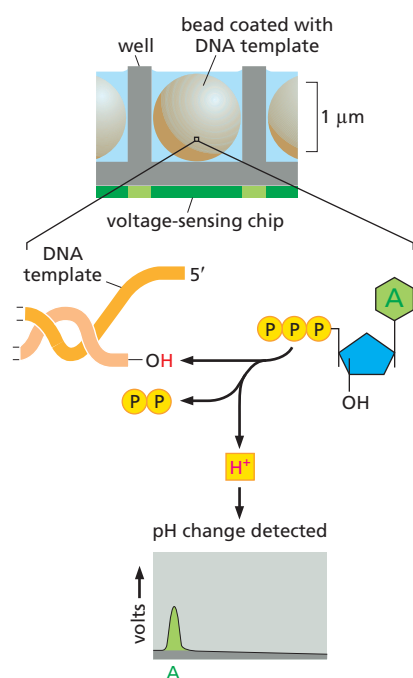 bead coated with
DNA template
well
1 μm
voltage-sensing chip
DNA
template
5′
A
P P P
OH
OH
P P
H⁺
pH change detected
volts
A